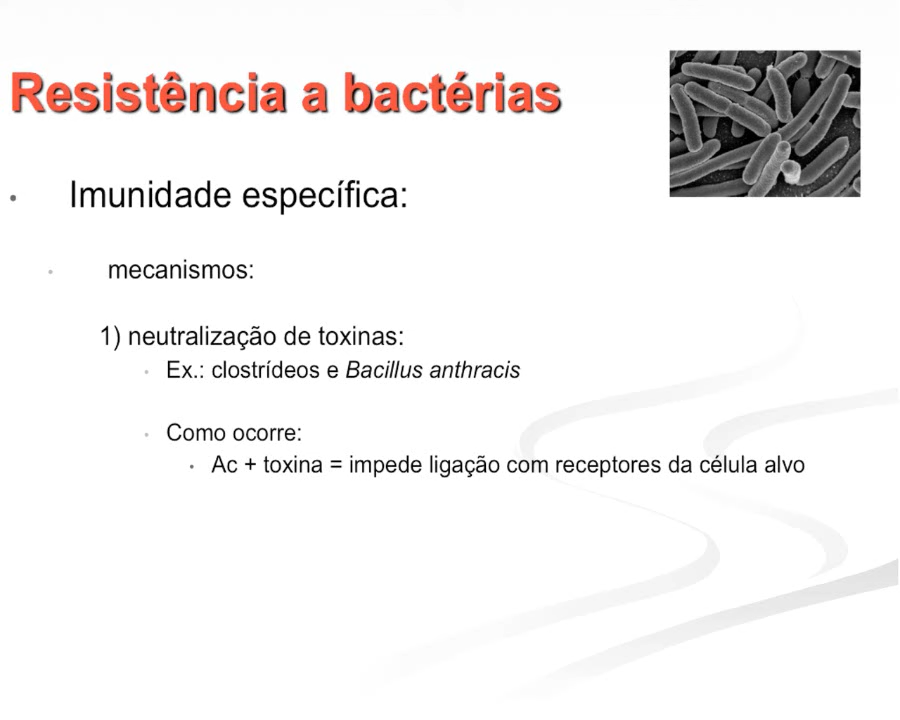 Resistência a bactérias
• Imunidade específica:
• mecanismos:
1) neutralização de toxinas:
• Ex.: clostrídeos e Bacillus anthracis
• Como ocorre:
• Ac + toxina = impede ligação com receptores da célula alvo